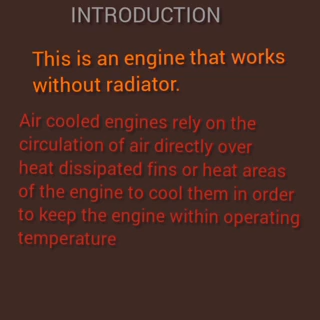 INTRODUCTION
This is an engine that works
without radiator.
Air cooled engines rely on the
circulation of air directly over
heat dissipated fins or heat areas
of the engine to cool them in order
to keep the engine within operating
temperature